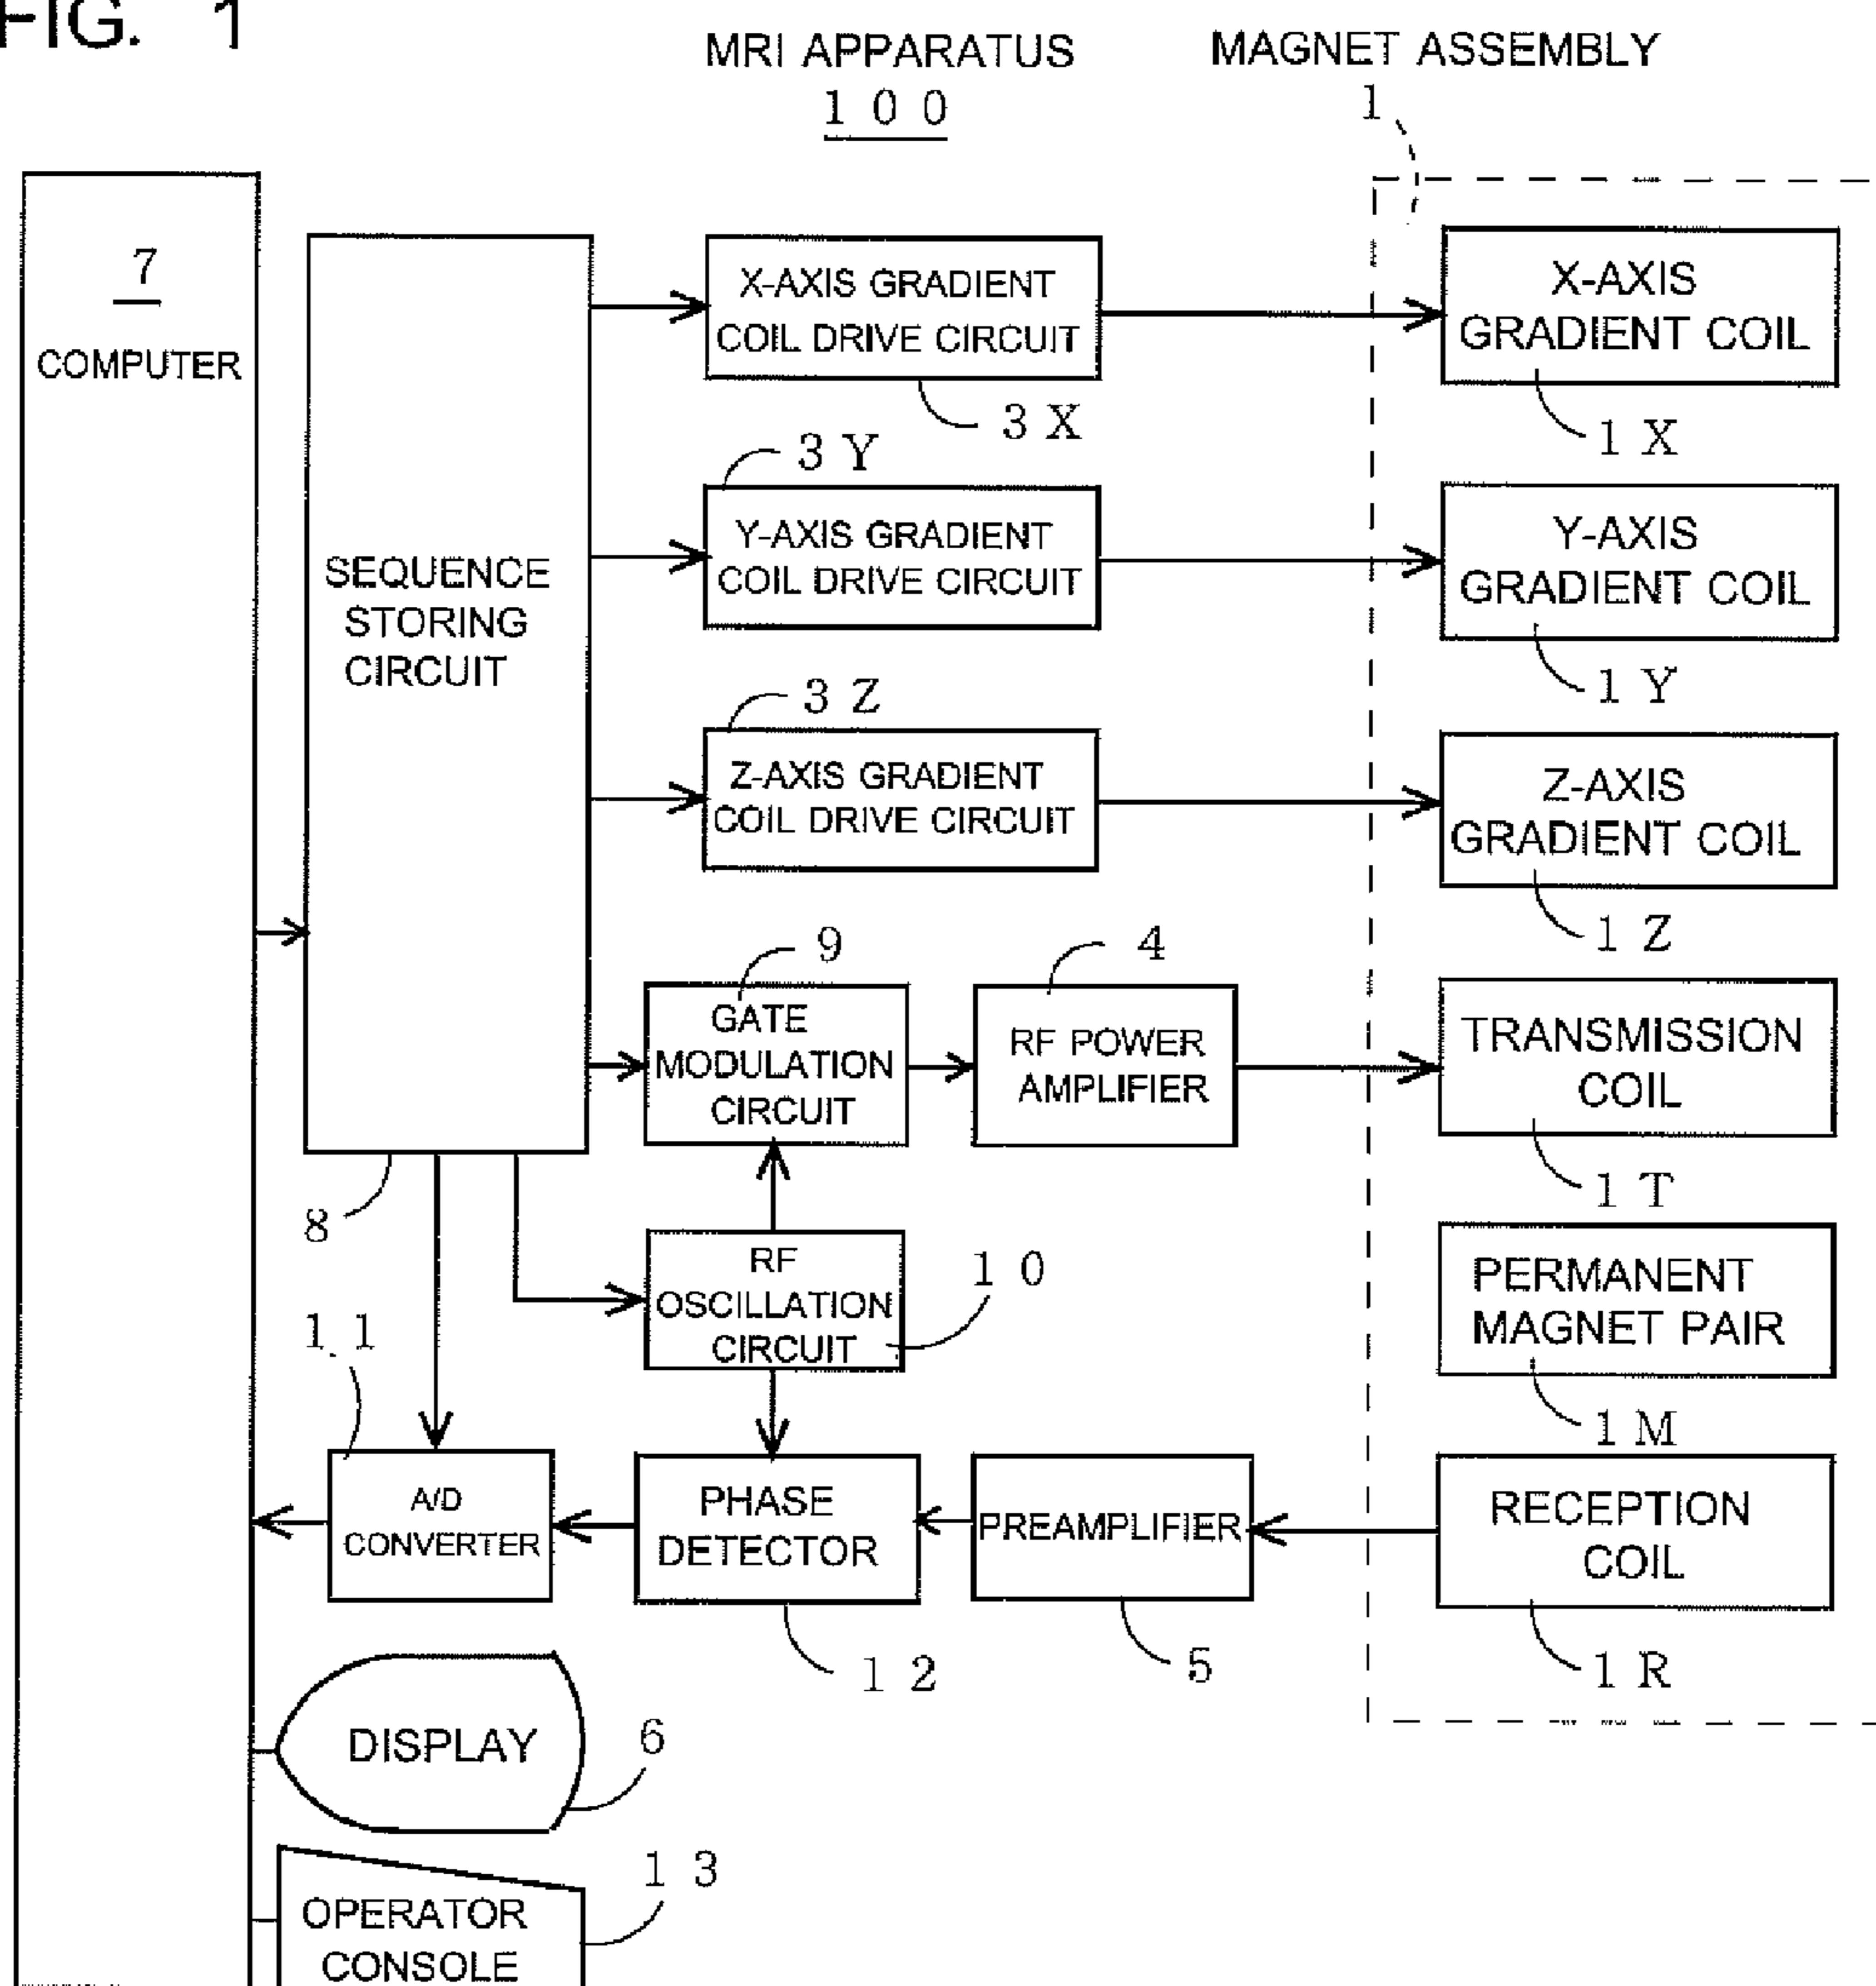 FIG. 1
MRI APPARATUS
100
MAGNET ASSEMBLY
1
7
COMPUTER
SEQUENCE
STORING
CIRCUIT
8
X-AXIS GRADIENT
COIL DRIVE CIRCUIT
3X
X-AXIS
GRADIENT COIL
1X
3Y
Y-AXIS GRADIENT
COIL DRIVE CIRCUIT
Y-AXIS
GRADIENT COIL
1Y
3Z
Z-AXIS GRADIENT
COIL DRIVE CIRCUIT
Z-AXIS
GRADIENT COIL
1Z
9
GATE
MODULATION
CIRCUIT
4
RF POWER
AMPLIFIER
TRANSMISSION
COIL
1T
RF
OSCILLATION
CIRCUIT
10
PERMANENT
MAGNET PAIR
1M
11
A/D
CONVERTER
PHASE
DETECTOR
12
PREAMPLIFIER
5
RECEPTION
COIL
1R
DISPLAY
6
OPERATOR
CONSOLE
13